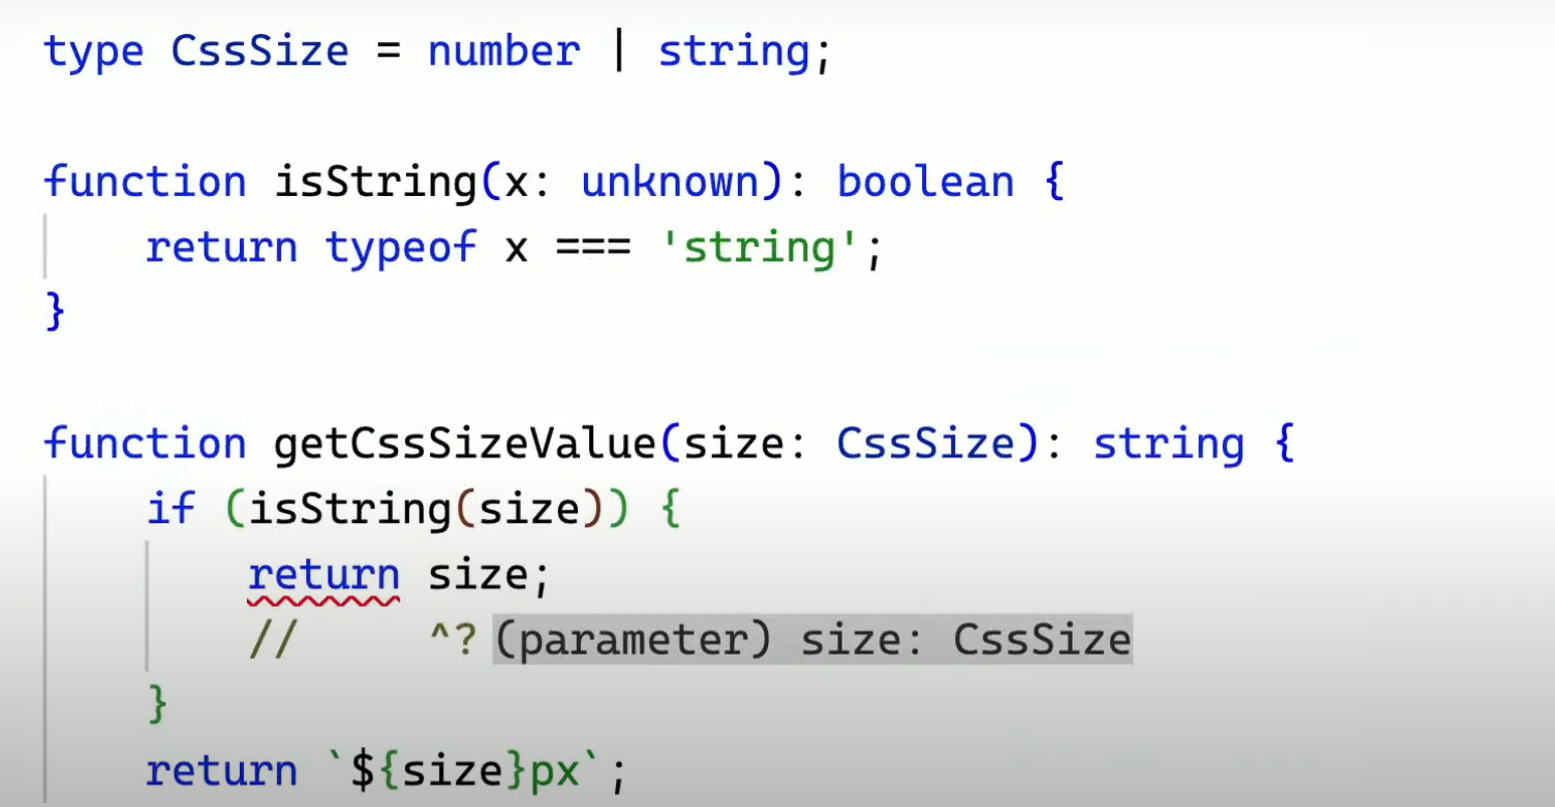 type CssSize = number | string;
function isString(x: unknown): boolean {
return typeof x === 'string';
}
function getCssSizeValue(size: CssSize): string {
if (isString(size)) {
return size;
// ^? (parameter) size: CssSize
}
return `${size}px`;